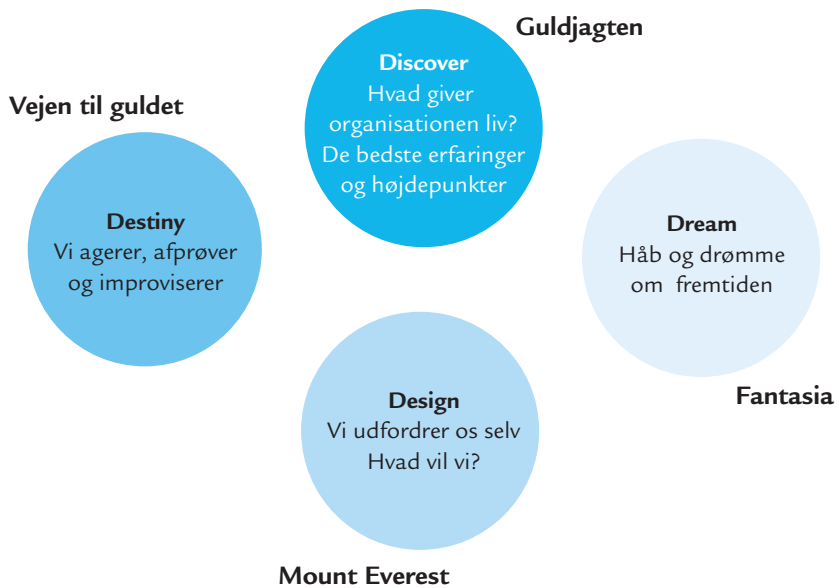 Guldjagten
Discover
Hvad giver
organisationen liv?
De bedste erfaringer
og højdepunkter
Vejen til guldet
Destiny
Vi agerer, afprøver
og improviserer
Dream
Håb og drømme
om fremtiden
Fantasia
Design
Vi udfordrer os selv
Hvad vil vi?
Mount Everest